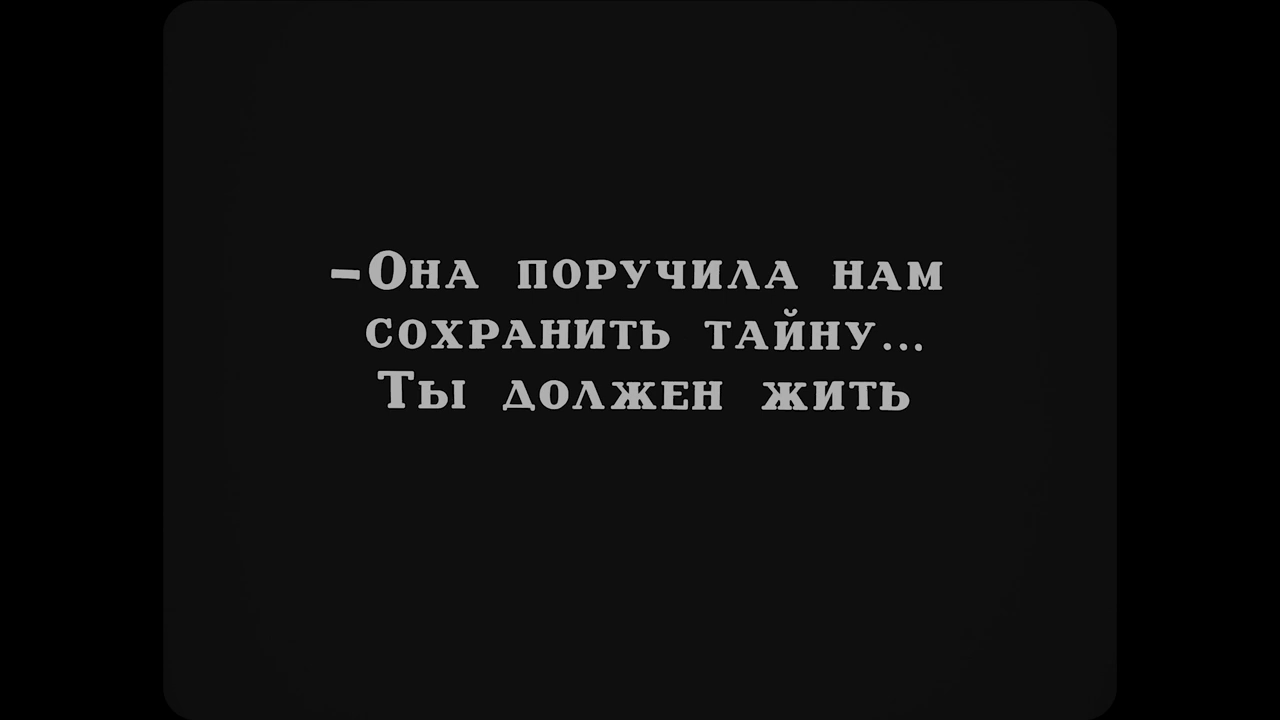 –Она поручила нам
сохранить тайну...
Ты должен жить